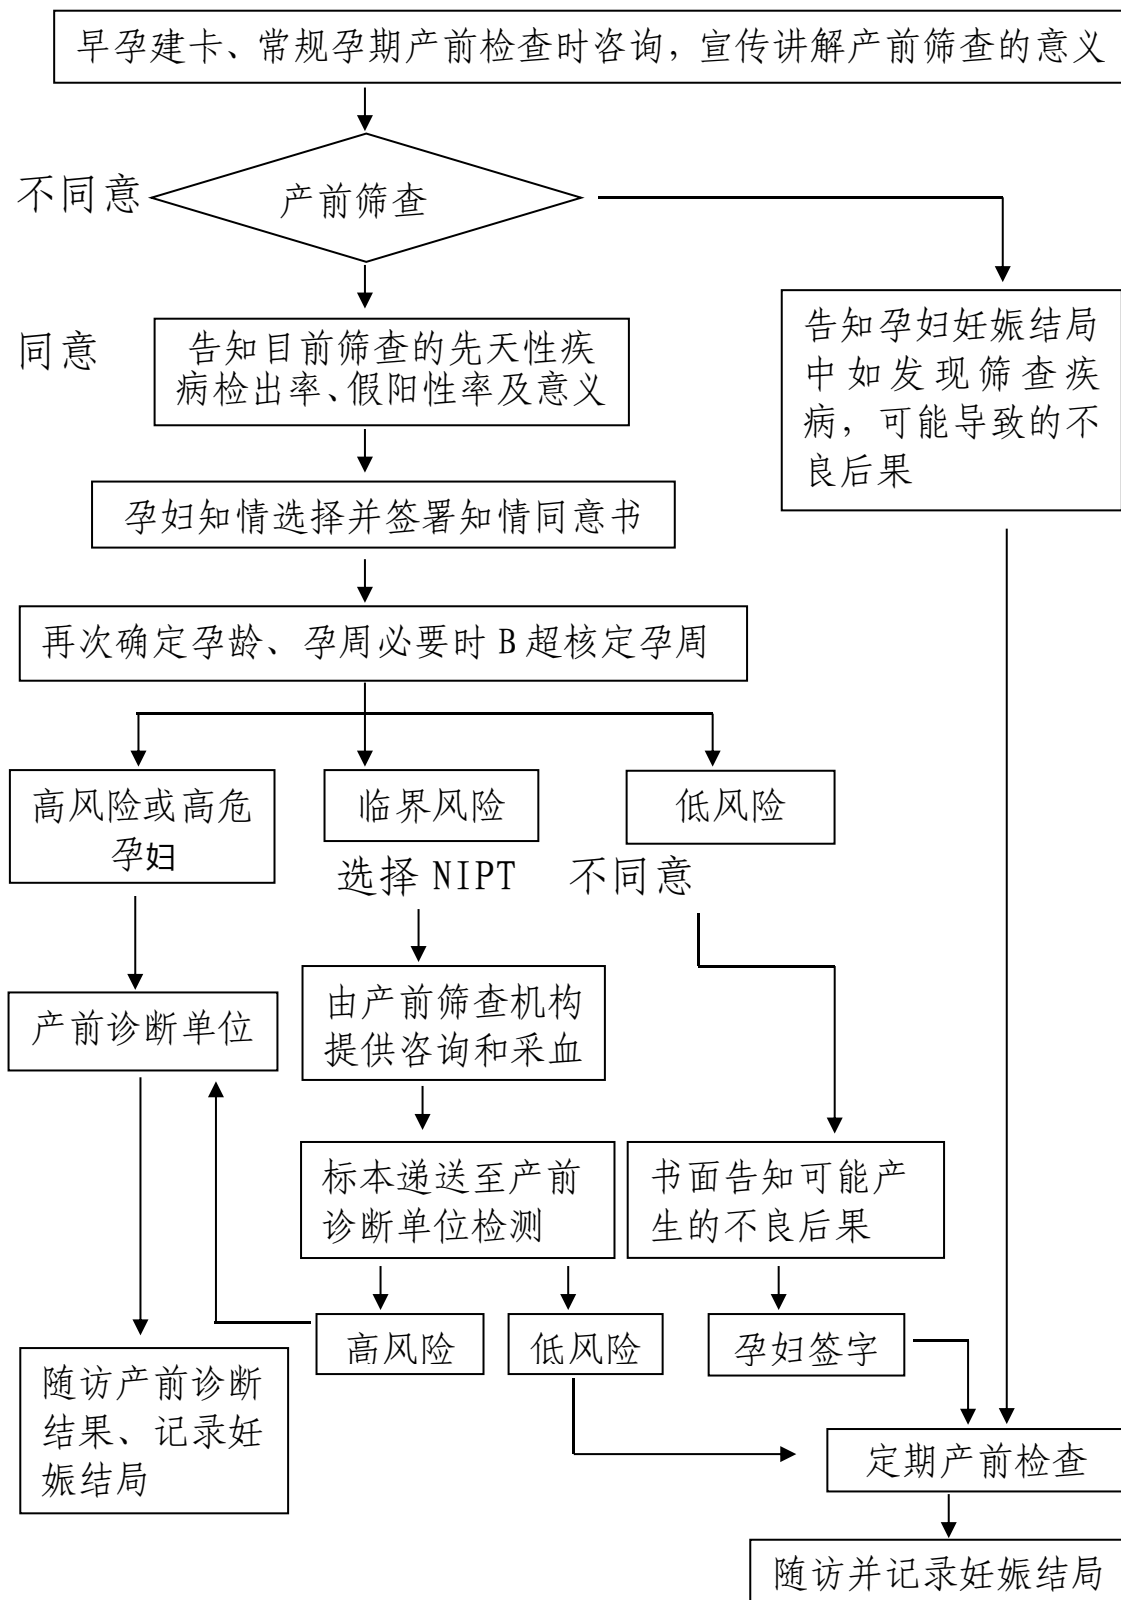 早孕建卡、常规孕期产前检查时咨询，宣传讲解产前筛查的意义
不同意
产前筛查
同意
告知目前筛查的先天性疾
病检出率、假阳性率及意义
告知孕妇妊娠结局
中如发现筛查疾
病，可能导致的不
良后果
孕妇知情选择并签署知情同意书
再次确定孕龄、孕周必要时 B 超核定孕周
高风险或高危
孕妇
临界风险
低风险
选择 NIPT
不同意
产前诊断单位
由产前筛查机构
提供咨询和采血
标本递送至产前
诊断单位检测
书面告知可能产
生的不良后果
高风险
低风险
孕妇签字
随访产前诊断
结果、记录妊
娠结局
定期产前检查
随访并记录妊娠结局